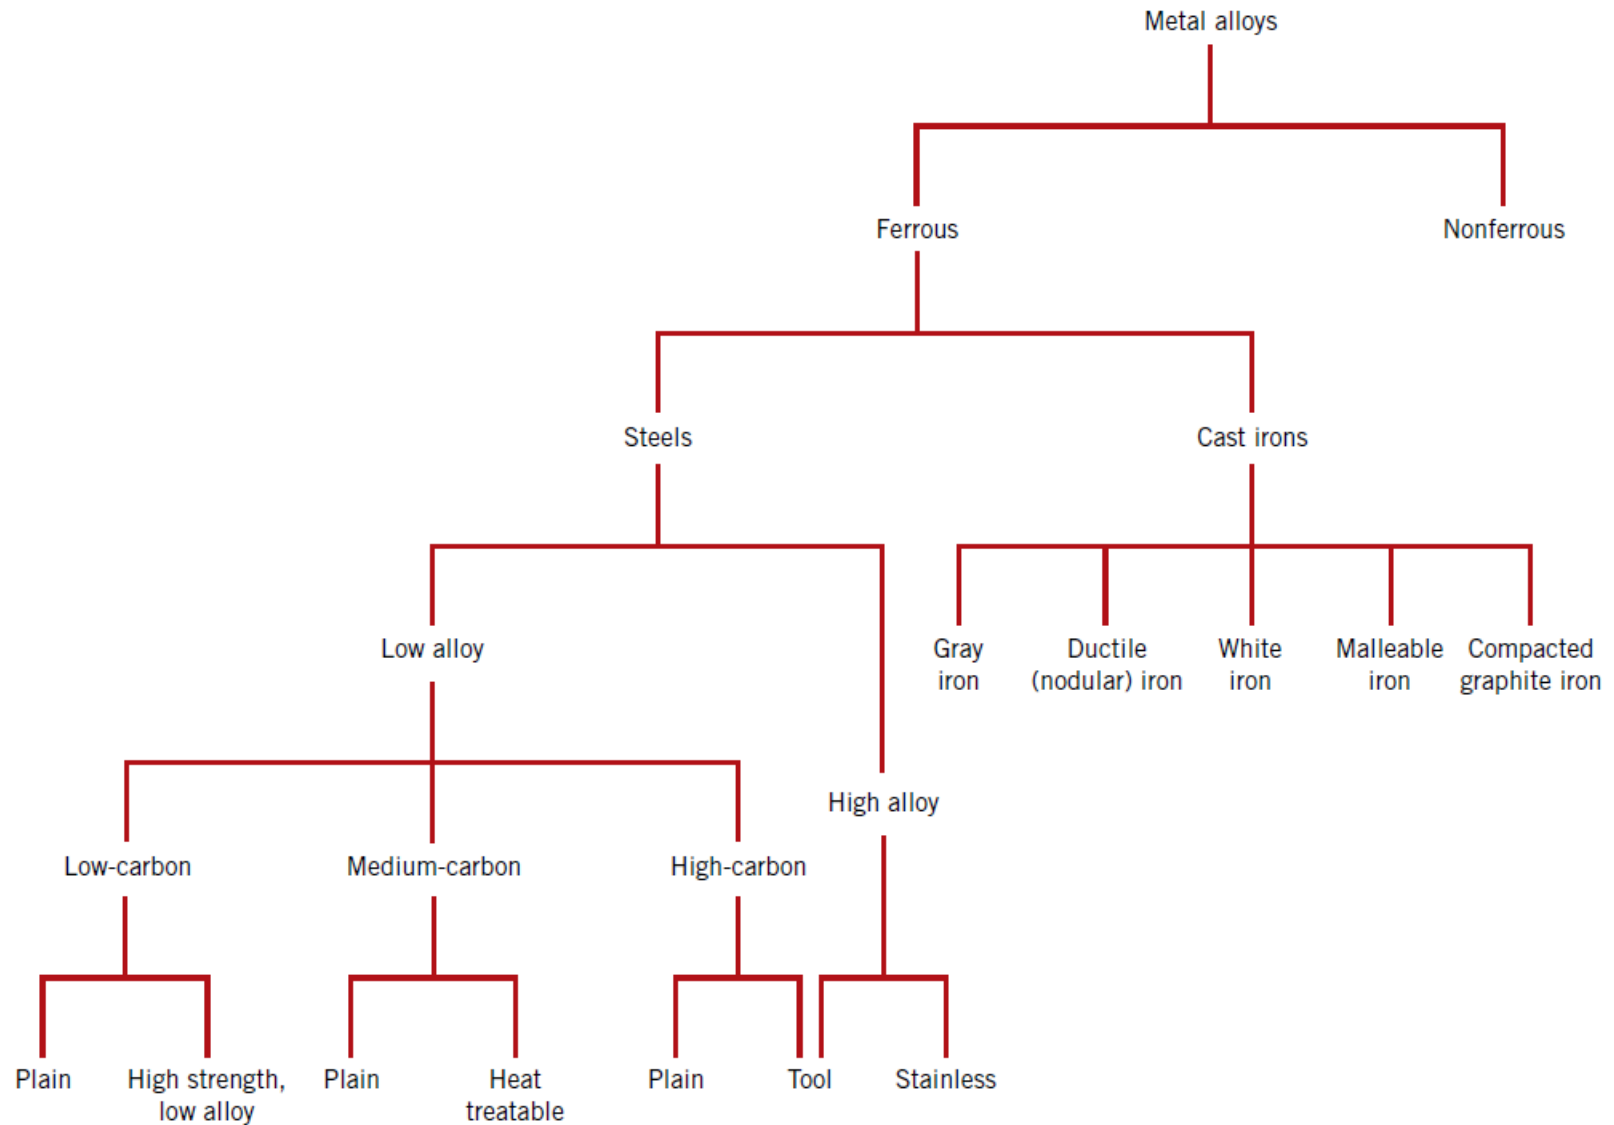 Metal alloys
Ferrous
Nonferrous
Steels
Cast irons
Low alloy
Gray
iron
Ductile
(nodular) iron
White
iron
Malleable
iron
Compacted
graphite iron
High alloy
Low-carbon
Medium-carbon
High-carbon
Plain
High strength,
low alloy
Plain
Heat
treatable
Plain
Tool
Stainless